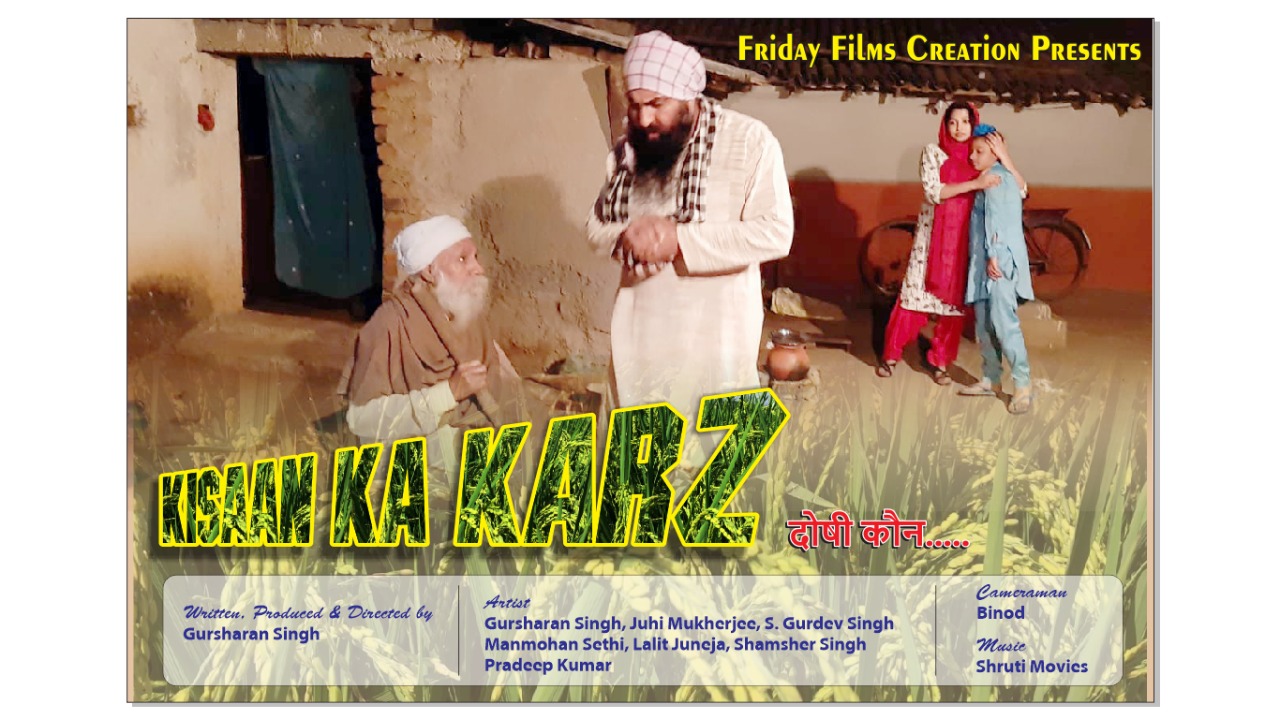 Friday Films Creation Presents
KISAAN KA KARZ
दोषी कौन.....
Written, Produced & Directed by
Gursharan Singh
Artist
Gursharan Singh, Juhi Mukherjee, S. Gurdev Singh
Manmohan Sethi, Lalit Juneja, Shamsher Singh
Pradeep Kumar
Cameraman
Binod
Music
Shruti Movies